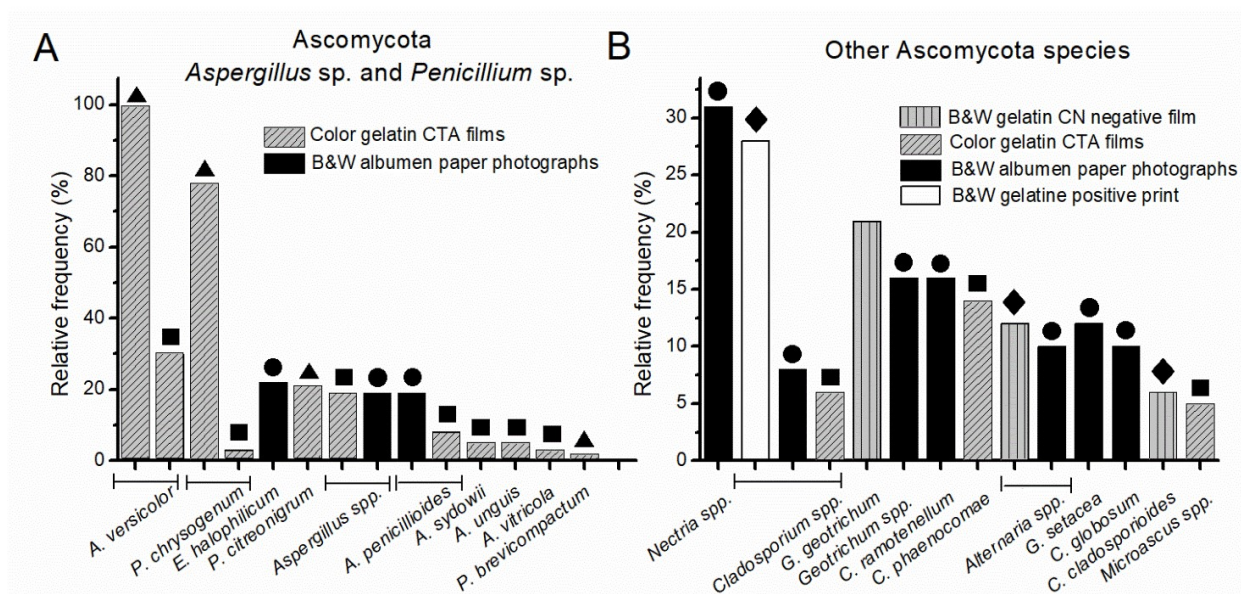 A
Ascomycota
Aspergillus sp. and Penicillium sp.
Color gelatin CTA films
B&W albumen paper photographs
Relative frequency (%)
100
80
60
40
20
0
A. versicolor
P. chrysogenum
E. halophilicum
P. citreonigrum
Aspergillus spp.
A. penicillioides
A. sydowii
A. unguis
A. vitricola
P. brevicompactum
B
Other Ascomycota species
B&W gelatin CN negative film
Color gelatin CTA films
B&W albumen paper photographs
B&W gelatine positive print
Relative frequency (%)
30
25
20
15
10
5
0
Nectria spp.
Cladosporium spp.
G. geotrichum
Geotrichum spp.
C. ramotenellum
C. phaenocomae
Alternaria spp.
G. setacea
C. globosum
C. cladosporioides
Microascus spp.